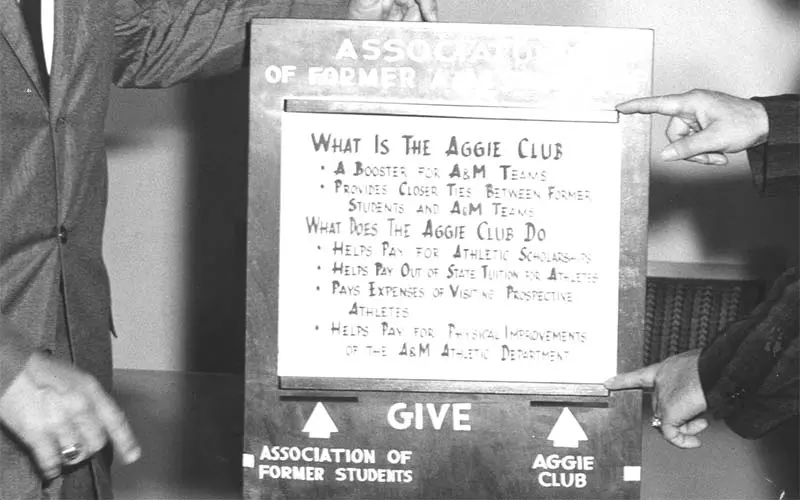 ASSOCIATION
OF FORMER A&M
WHAT IS THE AGGIE CLUB
• A BOOSTER FOR A&M TEAMS
• PROVIDES CLOSER TIES BETWEEN FORMER
STUDENTS AND A&M TEAMS
WHAT DOES THE AGGIE CLUB DO
• HELPS PAY FOR ATHLETIC SCHOLARSHIPS
• HELPS PAY OUT OF STATE TUITION FOR ATHLETES
• PAYS EXPENSES OF VISITING PROSPECTIVE
ATHLETES
• HELPS PAY FOR PHYSICAL IMPROVEMENTS
OF THE A&M ATHLETIC DEPARTMENT
GIVE
ASSOCIATION OF
FORMER STUDENTS
AGGIE
CLUB